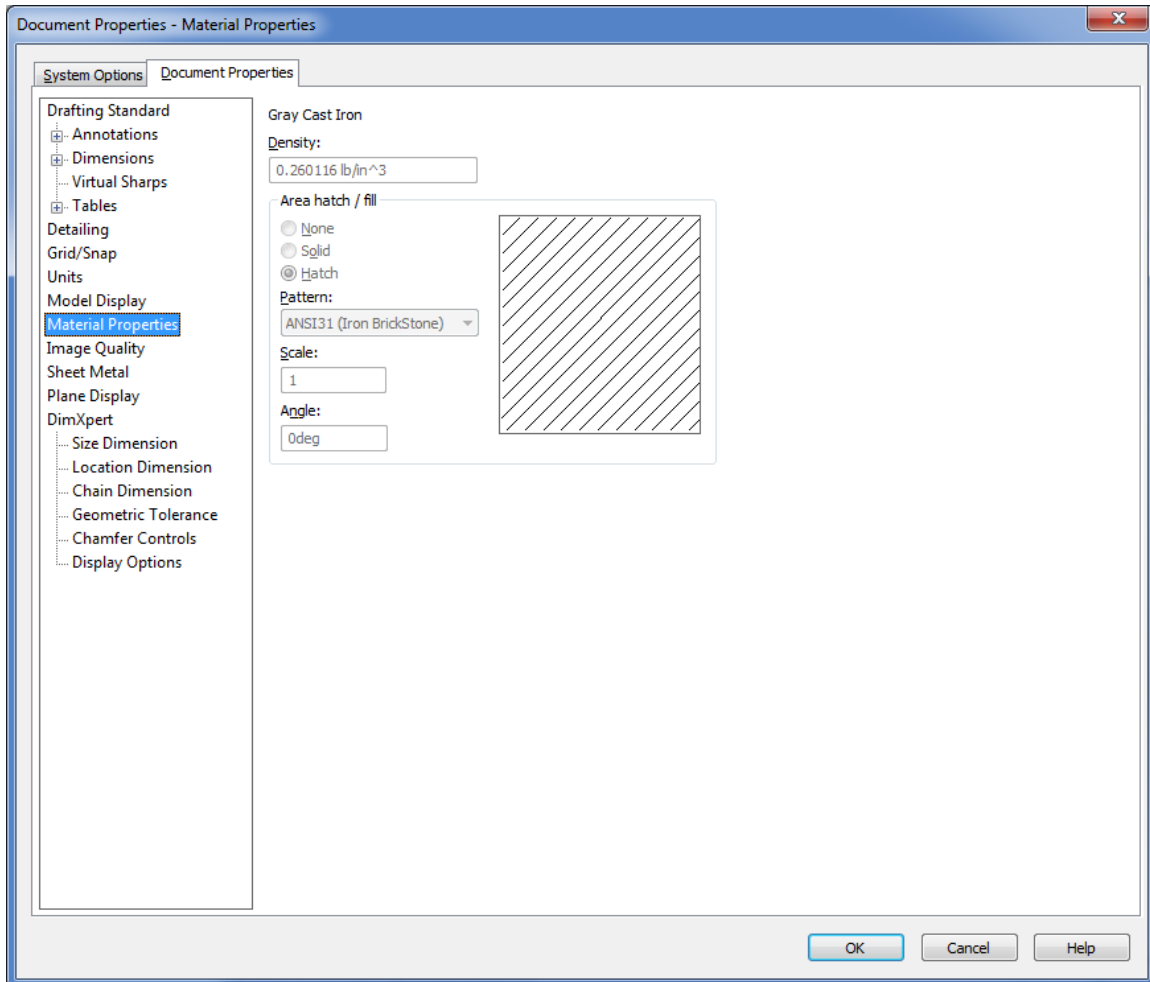 Document Properties - Material Properties
System Options
Document Properties
Drafting Standard
Annotations
Dimensions
Virtual Sharps
Tables
Detailing
Grid/Snap
Units
Model Display
Material Properties
Image Quality
Sheet Metal
Plane Display
DimXpert
Size Dimension
Location Dimension
Chain Dimension
Geometric Tolerance
Chamfer Controls
Display Options
Gray Cast Iron
Density:
0.260116 lb/in^3
Area hatch / fill
None
Solid
Hatch
Pattern:
ANSI31 (Iron BrickStone)
Scale:
1
Angle:
0deg
OK
Cancel
Help